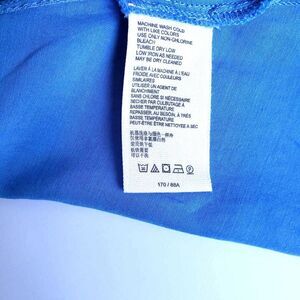 MACHINE WASH COLD
WITH LIKE COLORS
USE ONLY NON-CHLORINE
BLEACH
TUMBLE DRY LOW
LOW IRON AS NEEDED
MAY BE DRY CLEANED
LAVER À LA MACHINE À L'EAU
FROIDE AVEC COULEURS
SIMILAIRES
UTILISER UN AGENT DE
BLANCHIMENT
SANS CHLORE SI NÉCESSAIRE
SÉCHER PAR CULBUTAGE À
BASSE TEMPÉRATURE
REPASSER, AU BESOIN, À TRÈS
BASSE TEMPÉRATURE
PEUT-ÊTRE NETTOYÉE À SEC
170 / 88A